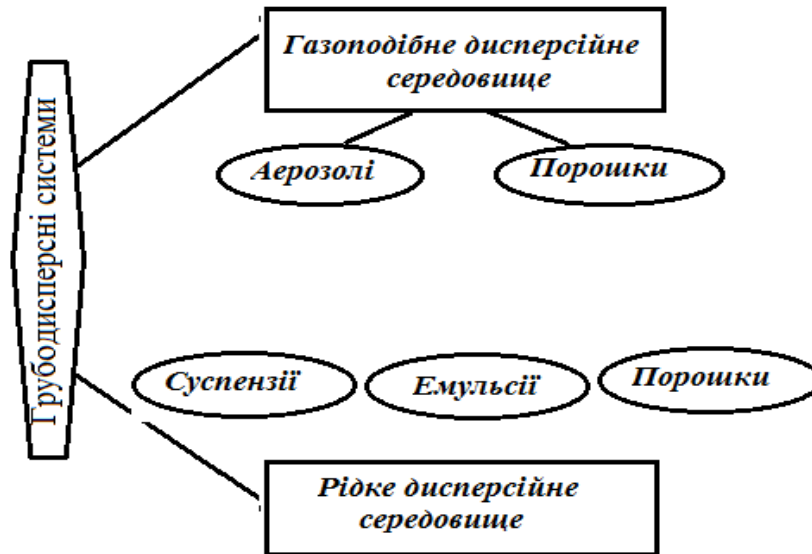 Газоподібне дисперсійне
середовище
Аерозолі
Порошки
Грубодисперсні системи
Суспензії
Емульсії
Порошки
Рідке дисперсійне
середовище